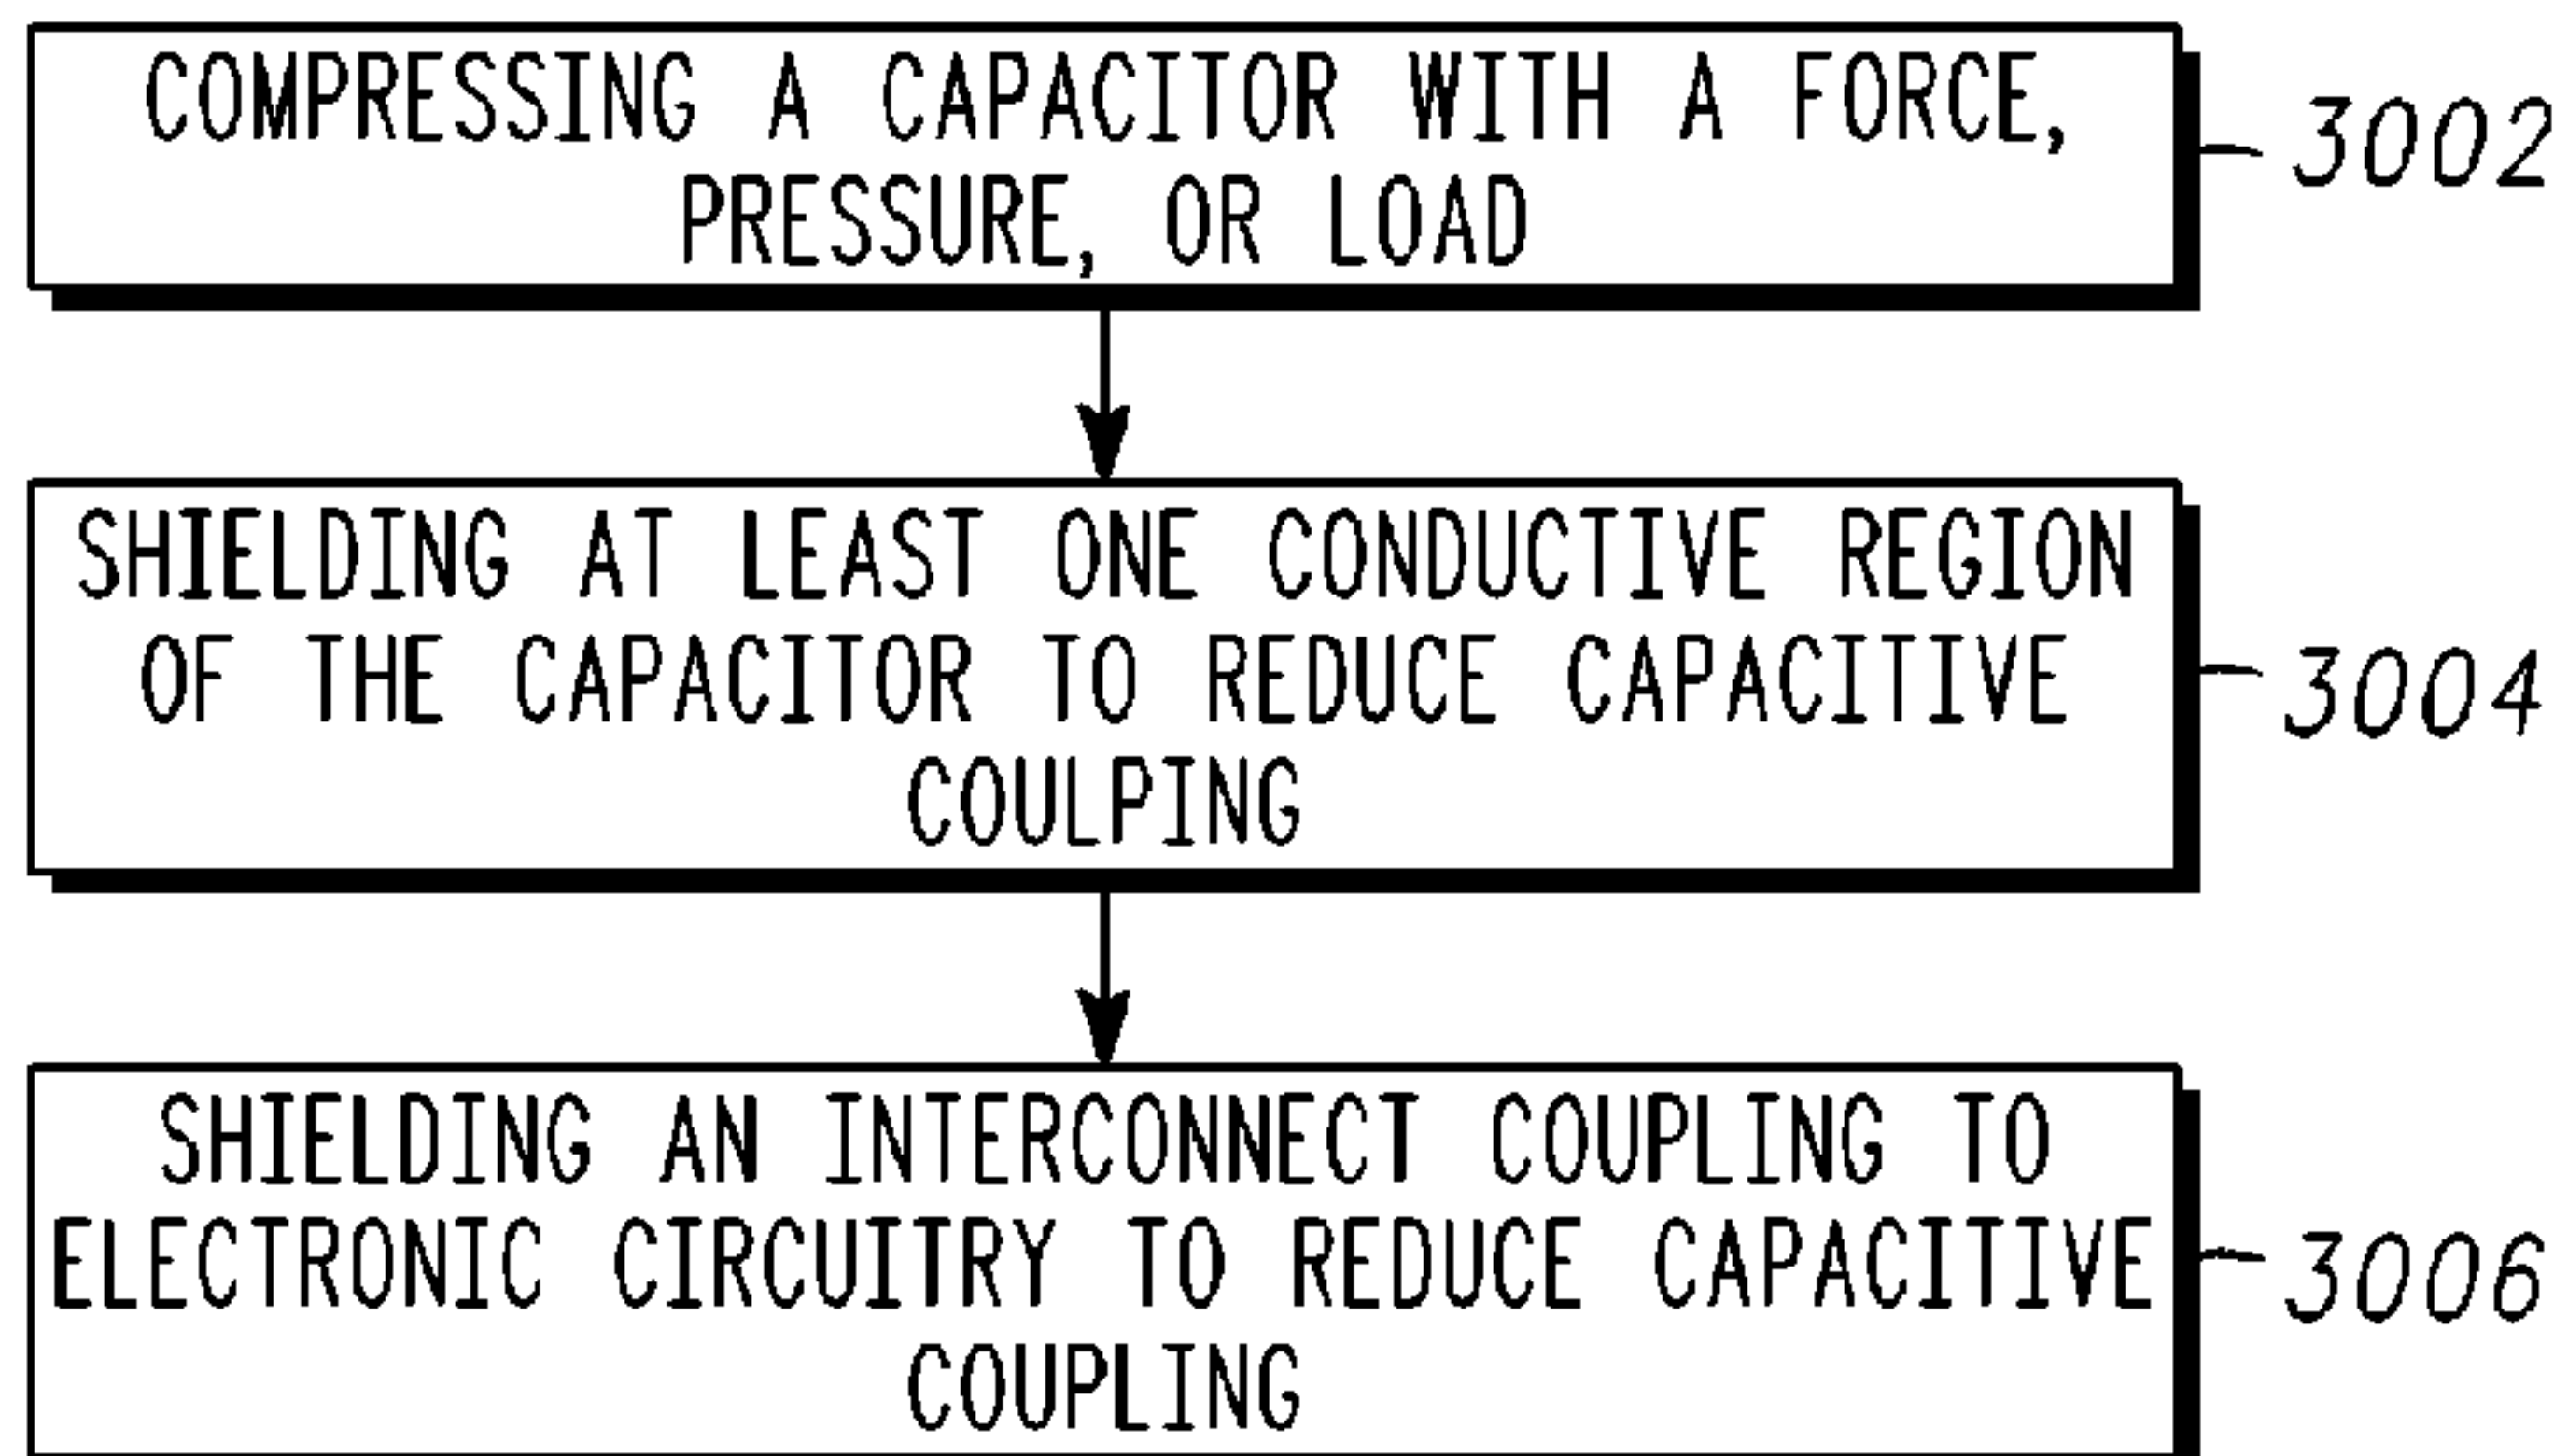 COMPRESSING A CAPACITOR WITH A FORCE,
PRESSURE, OR LOAD
3002
SHIELDING AT LEAST ONE CONDUCTIVE REGION
OF THE CAPACITOR TO REDUCE CAPACITIVE
COULPING
3004
SHIELDING AN INTERCONNECT COUPLING TO
ELECTRONIC CIRCUITRY TO REDUCE CAPACITIVE
COUPLING
3006